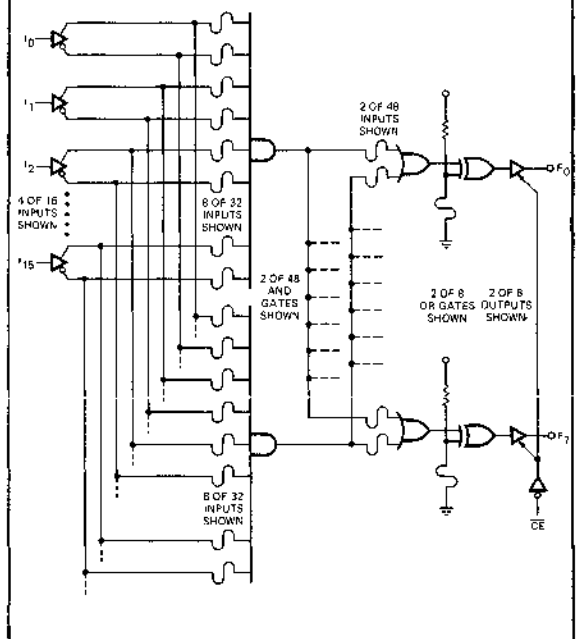 I0
I1
I2
4 OF 16
INPUTS
SHOWN
I15
8 OF 32
INPUTS
SHOWN
2 OF 48
AND
GATES
SHOWN
8 OF 32
INPUTS
SHOWN
2 OF 48
INPUTS
SHOWN
F0
2 OF 8
OR GATES
SHOWN
2 OF 8
OUTPUTS
SHOWN
F7
CE